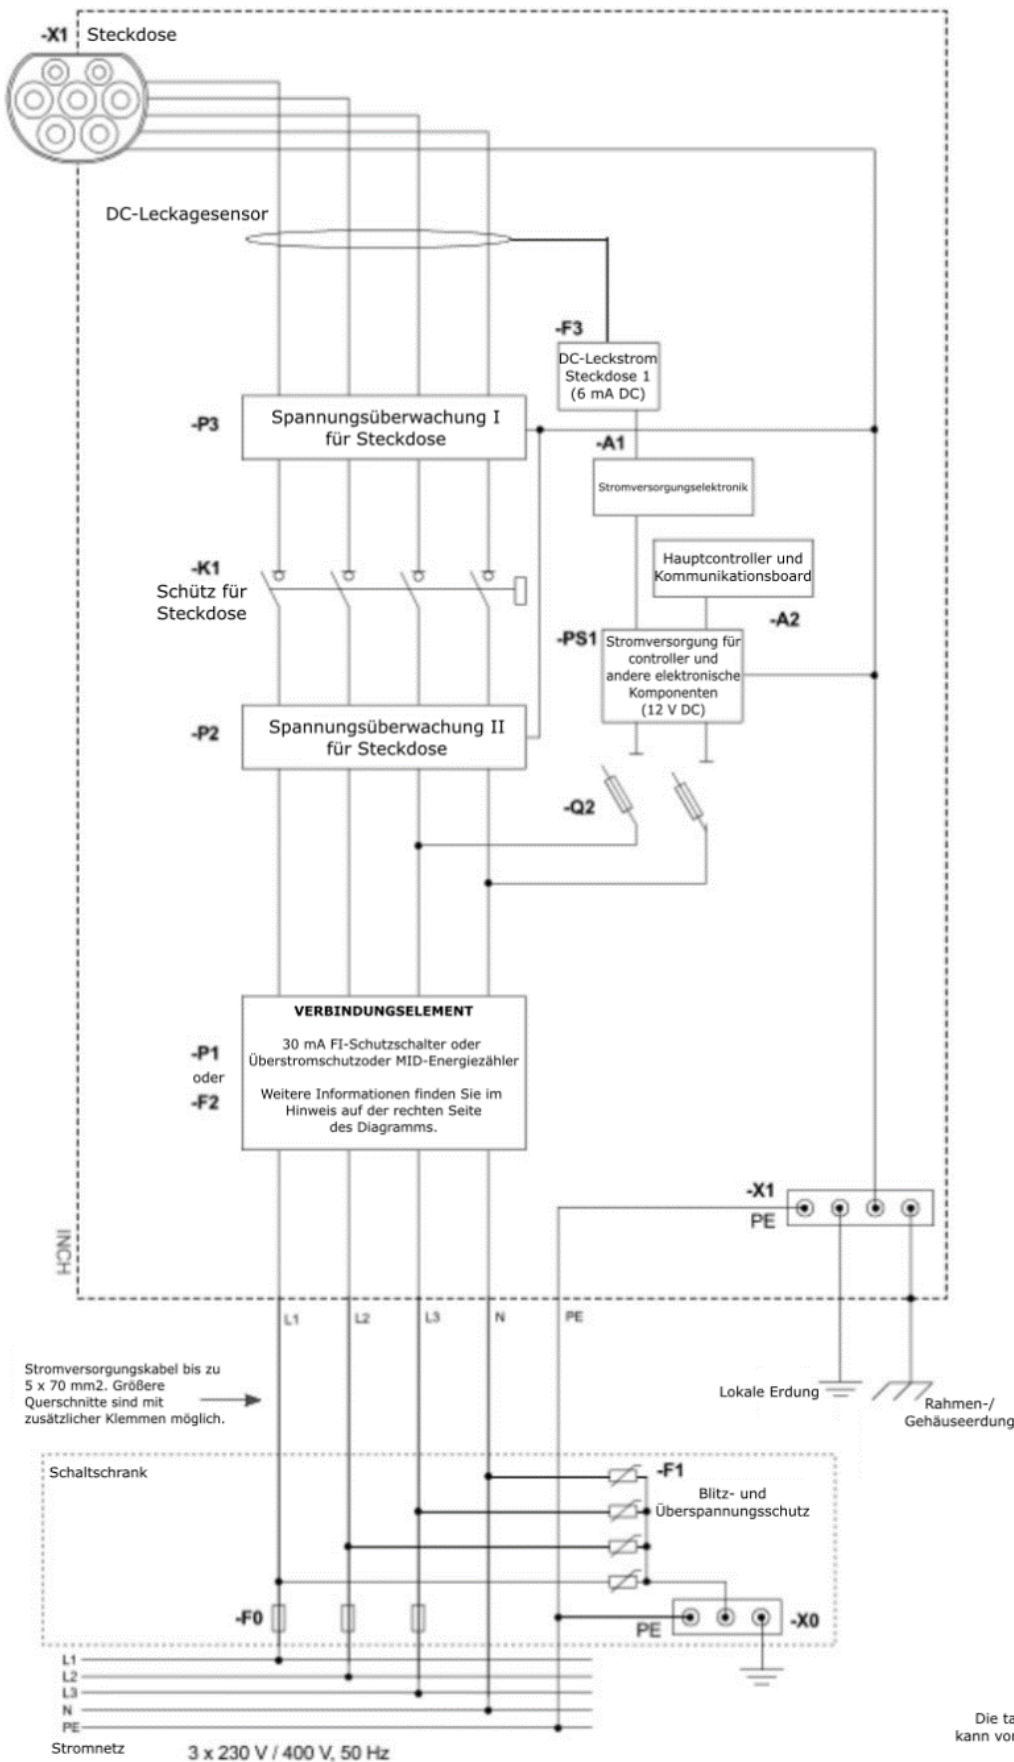 -X1 Steckdose
DC-Leckagesensor
-F3
DC-Leckstrom
Steckdose 1
(6 mA DC)
-P3
Spannungsüberwachung I
für Steckdose
-A1
Stromversorgungselektronik
-K1
Schütz für
Steckdose
Hauptcontroller und
Kommunikationsboard
-A2
-PS1
Stromversorgung für
controller und
andere elektronische
Komponenten
(12 V DC)
-P2
Spannungsüberwachung II
für Steckdose
-Q2
VERBINDUNGSELEMENT
30 mA FI-Schutzschalter oder
Überstromschutzoder MID-Energiezähler
Weitere Informationen finden Sie im
Hinweis auf der rechten Seite
des Diagramms.
-P1
oder
-F2
-X1
PE
INCH
L1
L2
L3
N
PE
Stromversorgungskabel bis zu
5 x 70 mm2. Größere
Querschnitte sind mit
zusätzlicher Klemmen möglich.
Lokale Erdung
Rahmen-/
Gehäuseerdung
Schaltschrank
-F1
Blitz- und
Überspannungsschutz
-F0
PE
-X0
L1
L2
L3
N
PE
Stromnetz
3 x 230 V / 400 V, 50 Hz
Die
kann